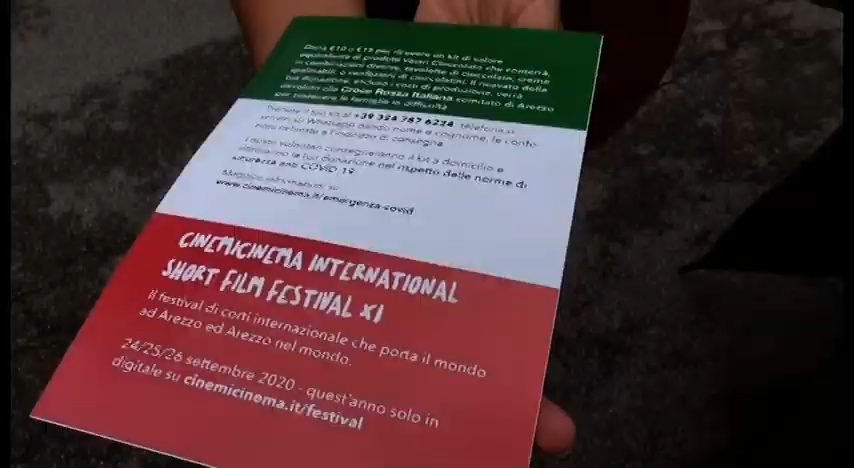 Dona €10 o €15 per ricevere un kit di valore
equivalente di prodotti Vestri Cioccolato che conterrà,
in combinazioni diverse, tavolette di cioccolato, creme
spalmabili o confezioni di cioccolatini. Il ricavato della
tua donazione, esclusi i costi di produzione, verrà
devoluto alla Croce Rossa Italiana comitato di Arezzo
per sostenere le famiglie in difficoltà
Prenota il tuo kit al +39 324 787 6224, telefona o
scrivi su Whatsapp dando nome e cognome, le
kit richieste e l'indirizzo di consegna
I nostri volontari consegneranno il kit a domicilio e
ritireranno la tua donazione nel rispetto delle norme di
sicurezza anti COVID-19
Maggiori informazioni su
www.cinemicinema.it/emergenza-covid
CINEMICINEMA INTERNATIONAL
SHORT FILM FESTIVAL XI
Il festival di corti internazionale che porta il mondo
ad Arezzo ed Arezzo nel mondo.
24/25/26 settembre 2020 - quest'anno solo in
digitale su cinemicinema.it/festival